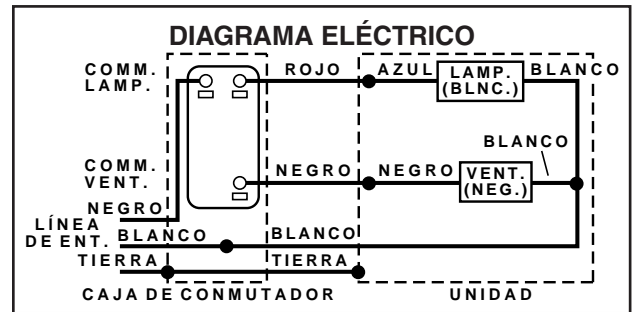 DIAGRAMA ELÉCTRICO
COMM.
LAMP.
ROJO
AZUL
LAMP.
(BLNC.)
BLANCO
BLANCO
COMM.
VENT.
NEGRO
NEGRO
VENT.
(NEG.)
NEGRO
LÍNEA
DE ENT.
BLANCO
BLANCO
TIERRA
TIERRA
CAJA DE CONMUTADOR
UNIDAD